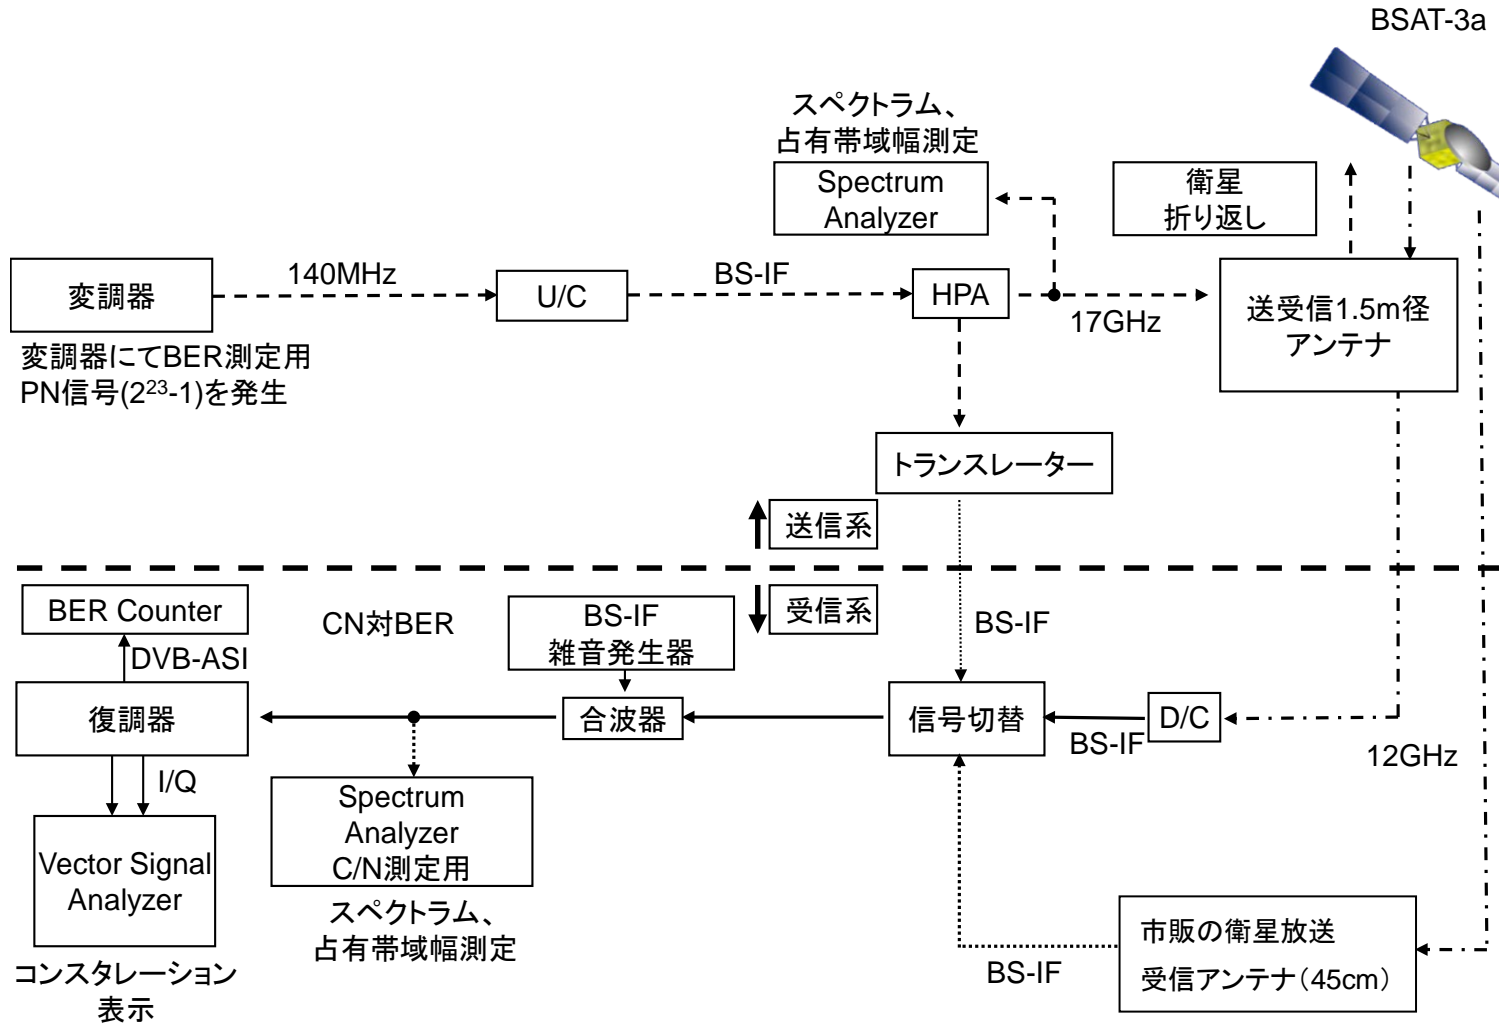 BSAT-3a
スペクトラム、
占有帯域幅測定
Spectrum
Analyzer
衛星
折り返し
変調器
140MHz
U/C
BS-IF
HPA
17GHz
送受信1.5m径
アンテナ
変調器にてBER測定用
PN信号(2²³-1)を発生
トランスレーター
送信系
受信系
BER Counter
CN対BER
BS-IF
雑音発生器
BS-IF
DVB-ASI
復調器
合波器
信号切替
D/C
BS-IF
12GHz
I/Q
Spectrum
Analyzer
C/N測定用
Vector Signal
Analyzer
スペクトラム、
占有帯域幅測定
コンスタレーション
表示
BS-IF
市販の衛星放送
受信アンテナ（45cm）